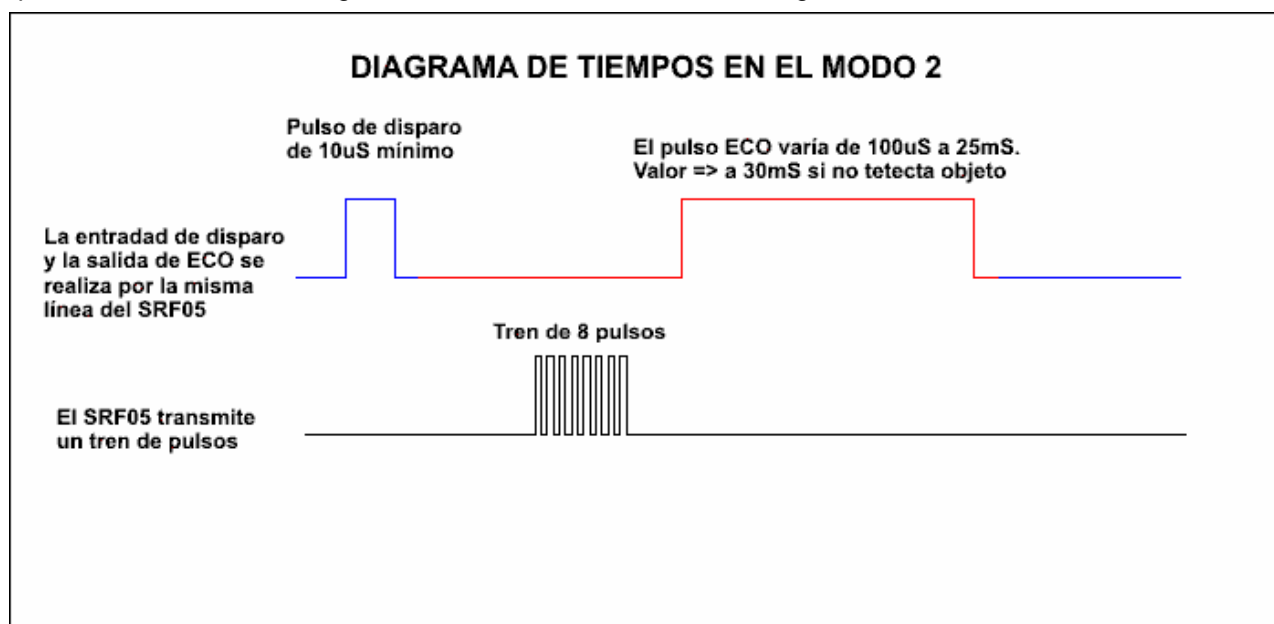 DIAGRAMA DE TIEMPOS EN EL MODO 2
Pulso de disparo
de 10uS mínimo
El pulso ECO varía de 100uS a 25mS.
Valor => a 30mS si no tetecta objeto
La entradad de disparo
y la salida de ECO se
realiza por la misma
línea del SRF05
Tren de 8 pulsos
El SRF05 transmite
un tren de pulsos